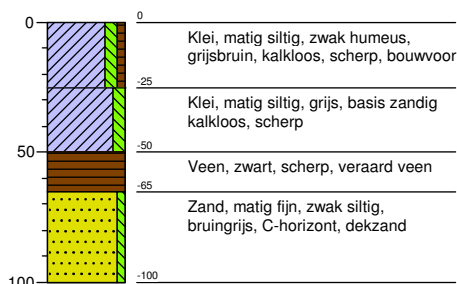 0
0
Klei, matig siltig, zwak humeus,
grijsbruin, kalkloos, scherp, bouwvoor
-25
Klei, matig siltig, grijs, basis zandig
kalkloos, scherp
50
-50
Veen, zwart, scherp, veraard veen
-65
Zand, matig fijn, zwak siltig,
bruingrijs, C-horizont, dekzand
100
-100